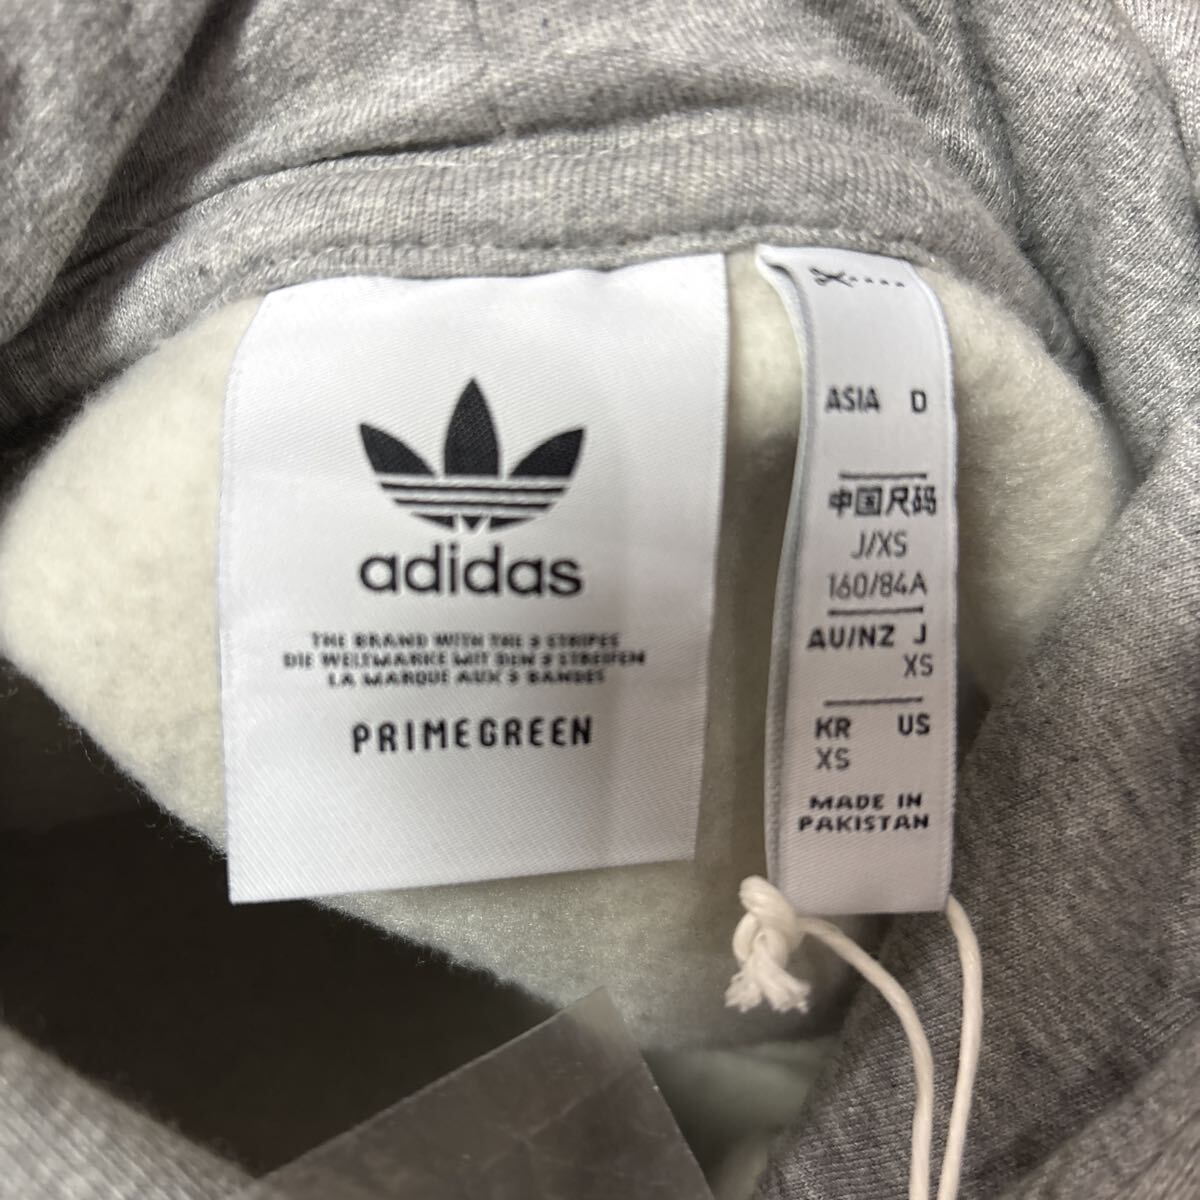 adidas
THE BRAND WITH THE 3 STRIPES
DIE WELTMARKE MIT DEN 3 STREIFEN
LA MARQUE AUX 3 BANDES
PRIMEGREEN
ASIA D
中国尺码
J/XS
160/84A
AU/NZ J
XS
KR US
XS
MADE IN
PAKISTAN